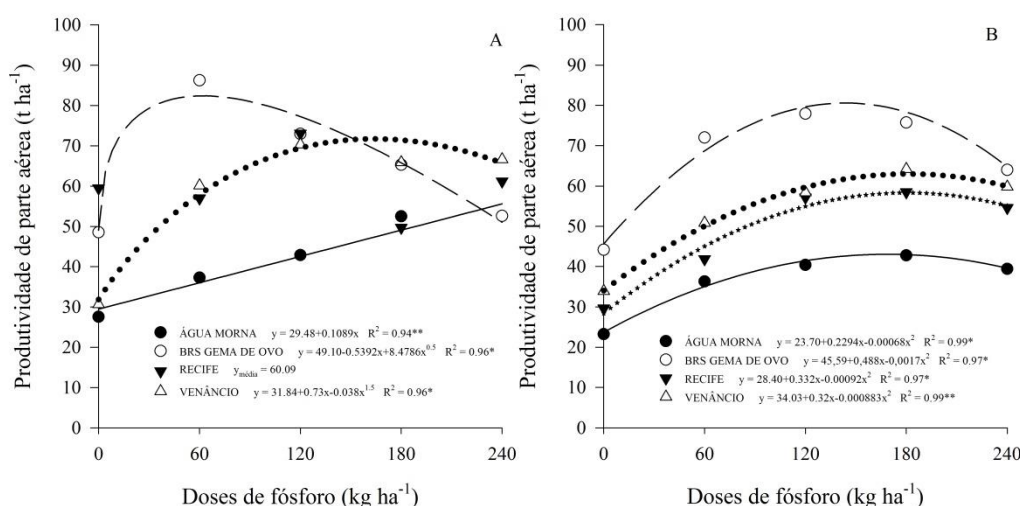 Produtividade de parte aérea (t ha-1)
100
90
80
70
60
50
40
30
20
10
0
A
ÁGUA MORNA y = 29.48+0.1089x R2 = 0.94**
BRS GEMA DE OVO y = 49.10-0.5392x+8.4786x0.5 R2 = 0.96*
RECIFE ymédia = 60.09
VENÂNCIO y = 31.84+0.73x-0.038x1.5 R2 = 0.96*
0 60 120 180 240
Doses de fósforo (kg ha-1)
Produtividade de parte aérea (t ha-1)
100
90
80
70
60
50
40
30
20
10
0
B
ÁGUA MORNA y = 23.70+0.2294x-0.00068x2 R2 = 0.99*
BRS GEMA DE OVO y = 45,59+0,488x-0,0017x2 R2 = 0.97*
RECIFE y = 28.40+0.332x-0.00092x2 R2 = 0.97*
VENÂNCIO y = 34.03+0.32x-0.000883x2 R2 = 0.99**
0 60 120 180 240
Doses de fósforo (kg ha-1)